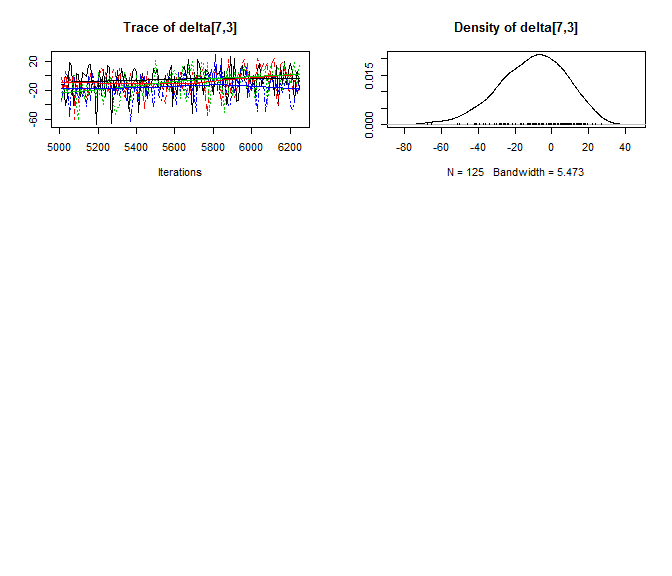 Trace of delta[7,3]
20
-20
-60
5000 5200 5400 5600 5800 6000 6200
Iterations
Density of delta[7,3]
0.015
0.000
-80 -60 -40 -20 0 20 40
N = 125 Bandwidth = 5.473